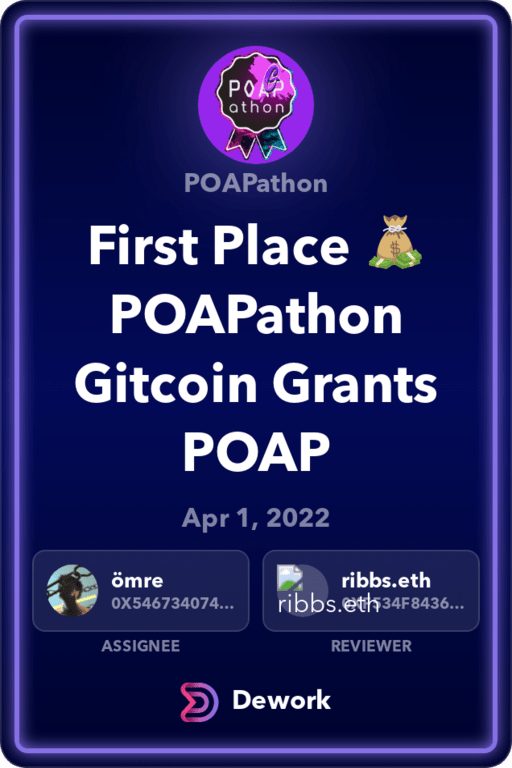 POAP
athon
POAPathon
First Place
POAPathon
Gitcoin Grants
POAP
Apr 1, 2022
ömre
0X546734074...
ribbs.eth
ribbs.eth
ASSIGNEE
REVIEWER
Dework